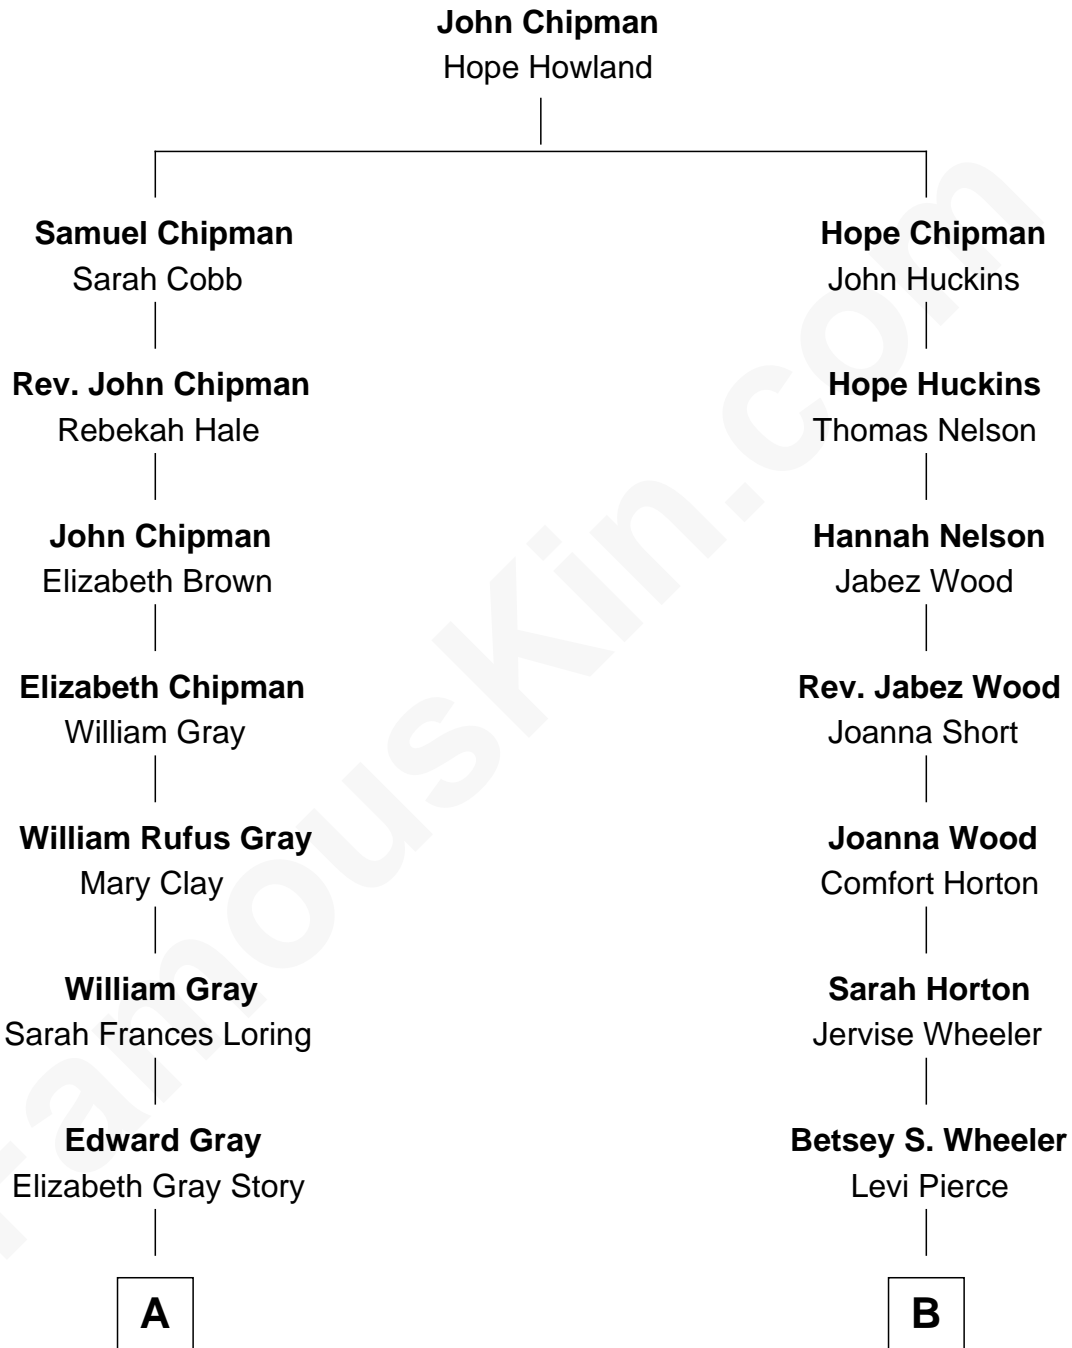 John Chipman
Hope Howland
Samuel Chipman
Sarah Cobb
Hope Chipman
John Huckins
Rev. John Chipman
Rebekah Hale
Hope Huckins
Thomas Nelson
John Chipman
Elizabeth Brown
Hannah Nelson
Jabez Wood
Elizabeth Chipman
William Gray
Rev. Jabez Wood
Joanna Short
William Rufus Gray
Mary Clay
Joanna Wood
Comfort Horton
William Gray
Sarah Frances Loring
Sarah Horton
Jervise Wheeler
Edward Gray
Elizabeth Gray Story
Betsey S. Wheeler
Levi Pierce
A
B
FamousKin.com